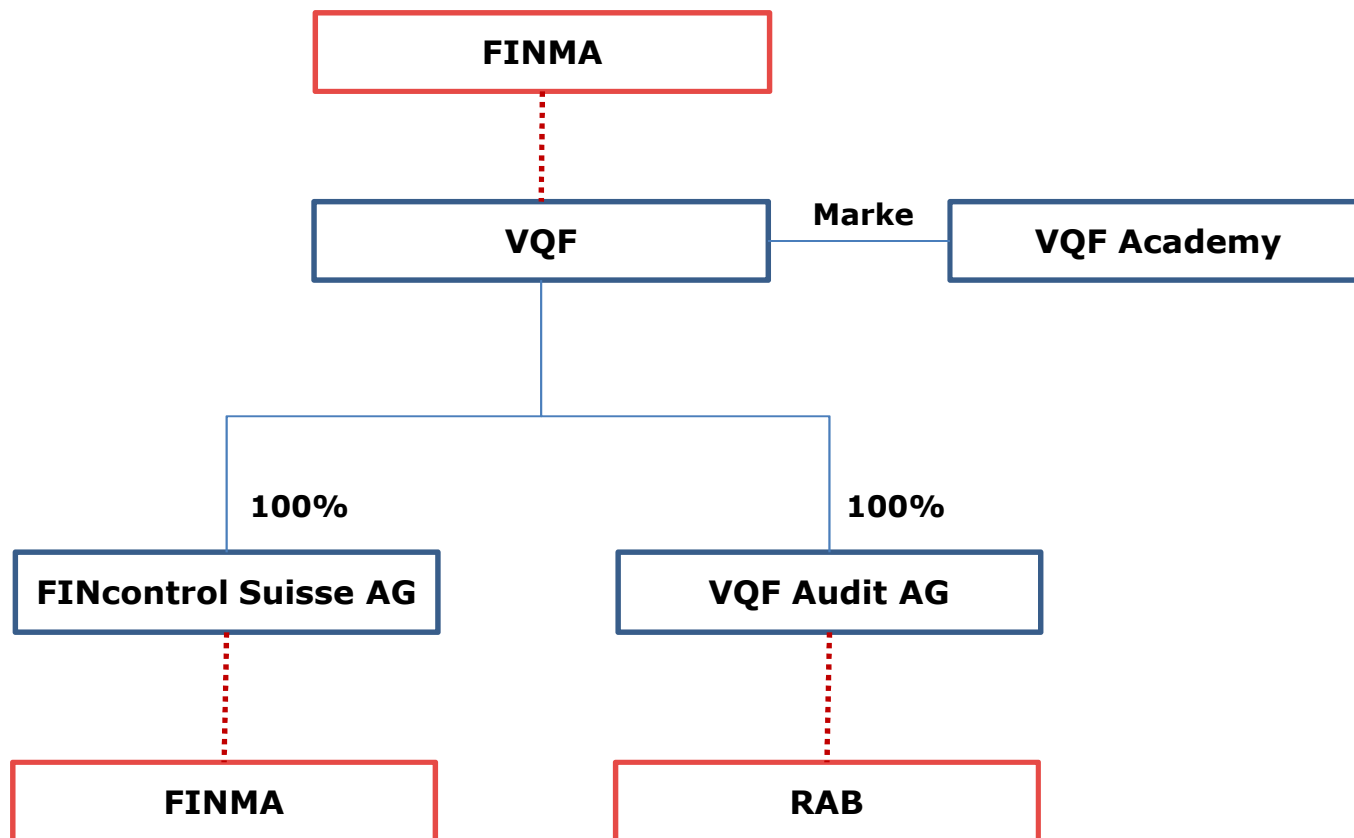 FINMA
Marke
VQF
VQF Academy
100%
100%
FINcontrol Suisse AG
VQF Audit AG
FINMA
RAB